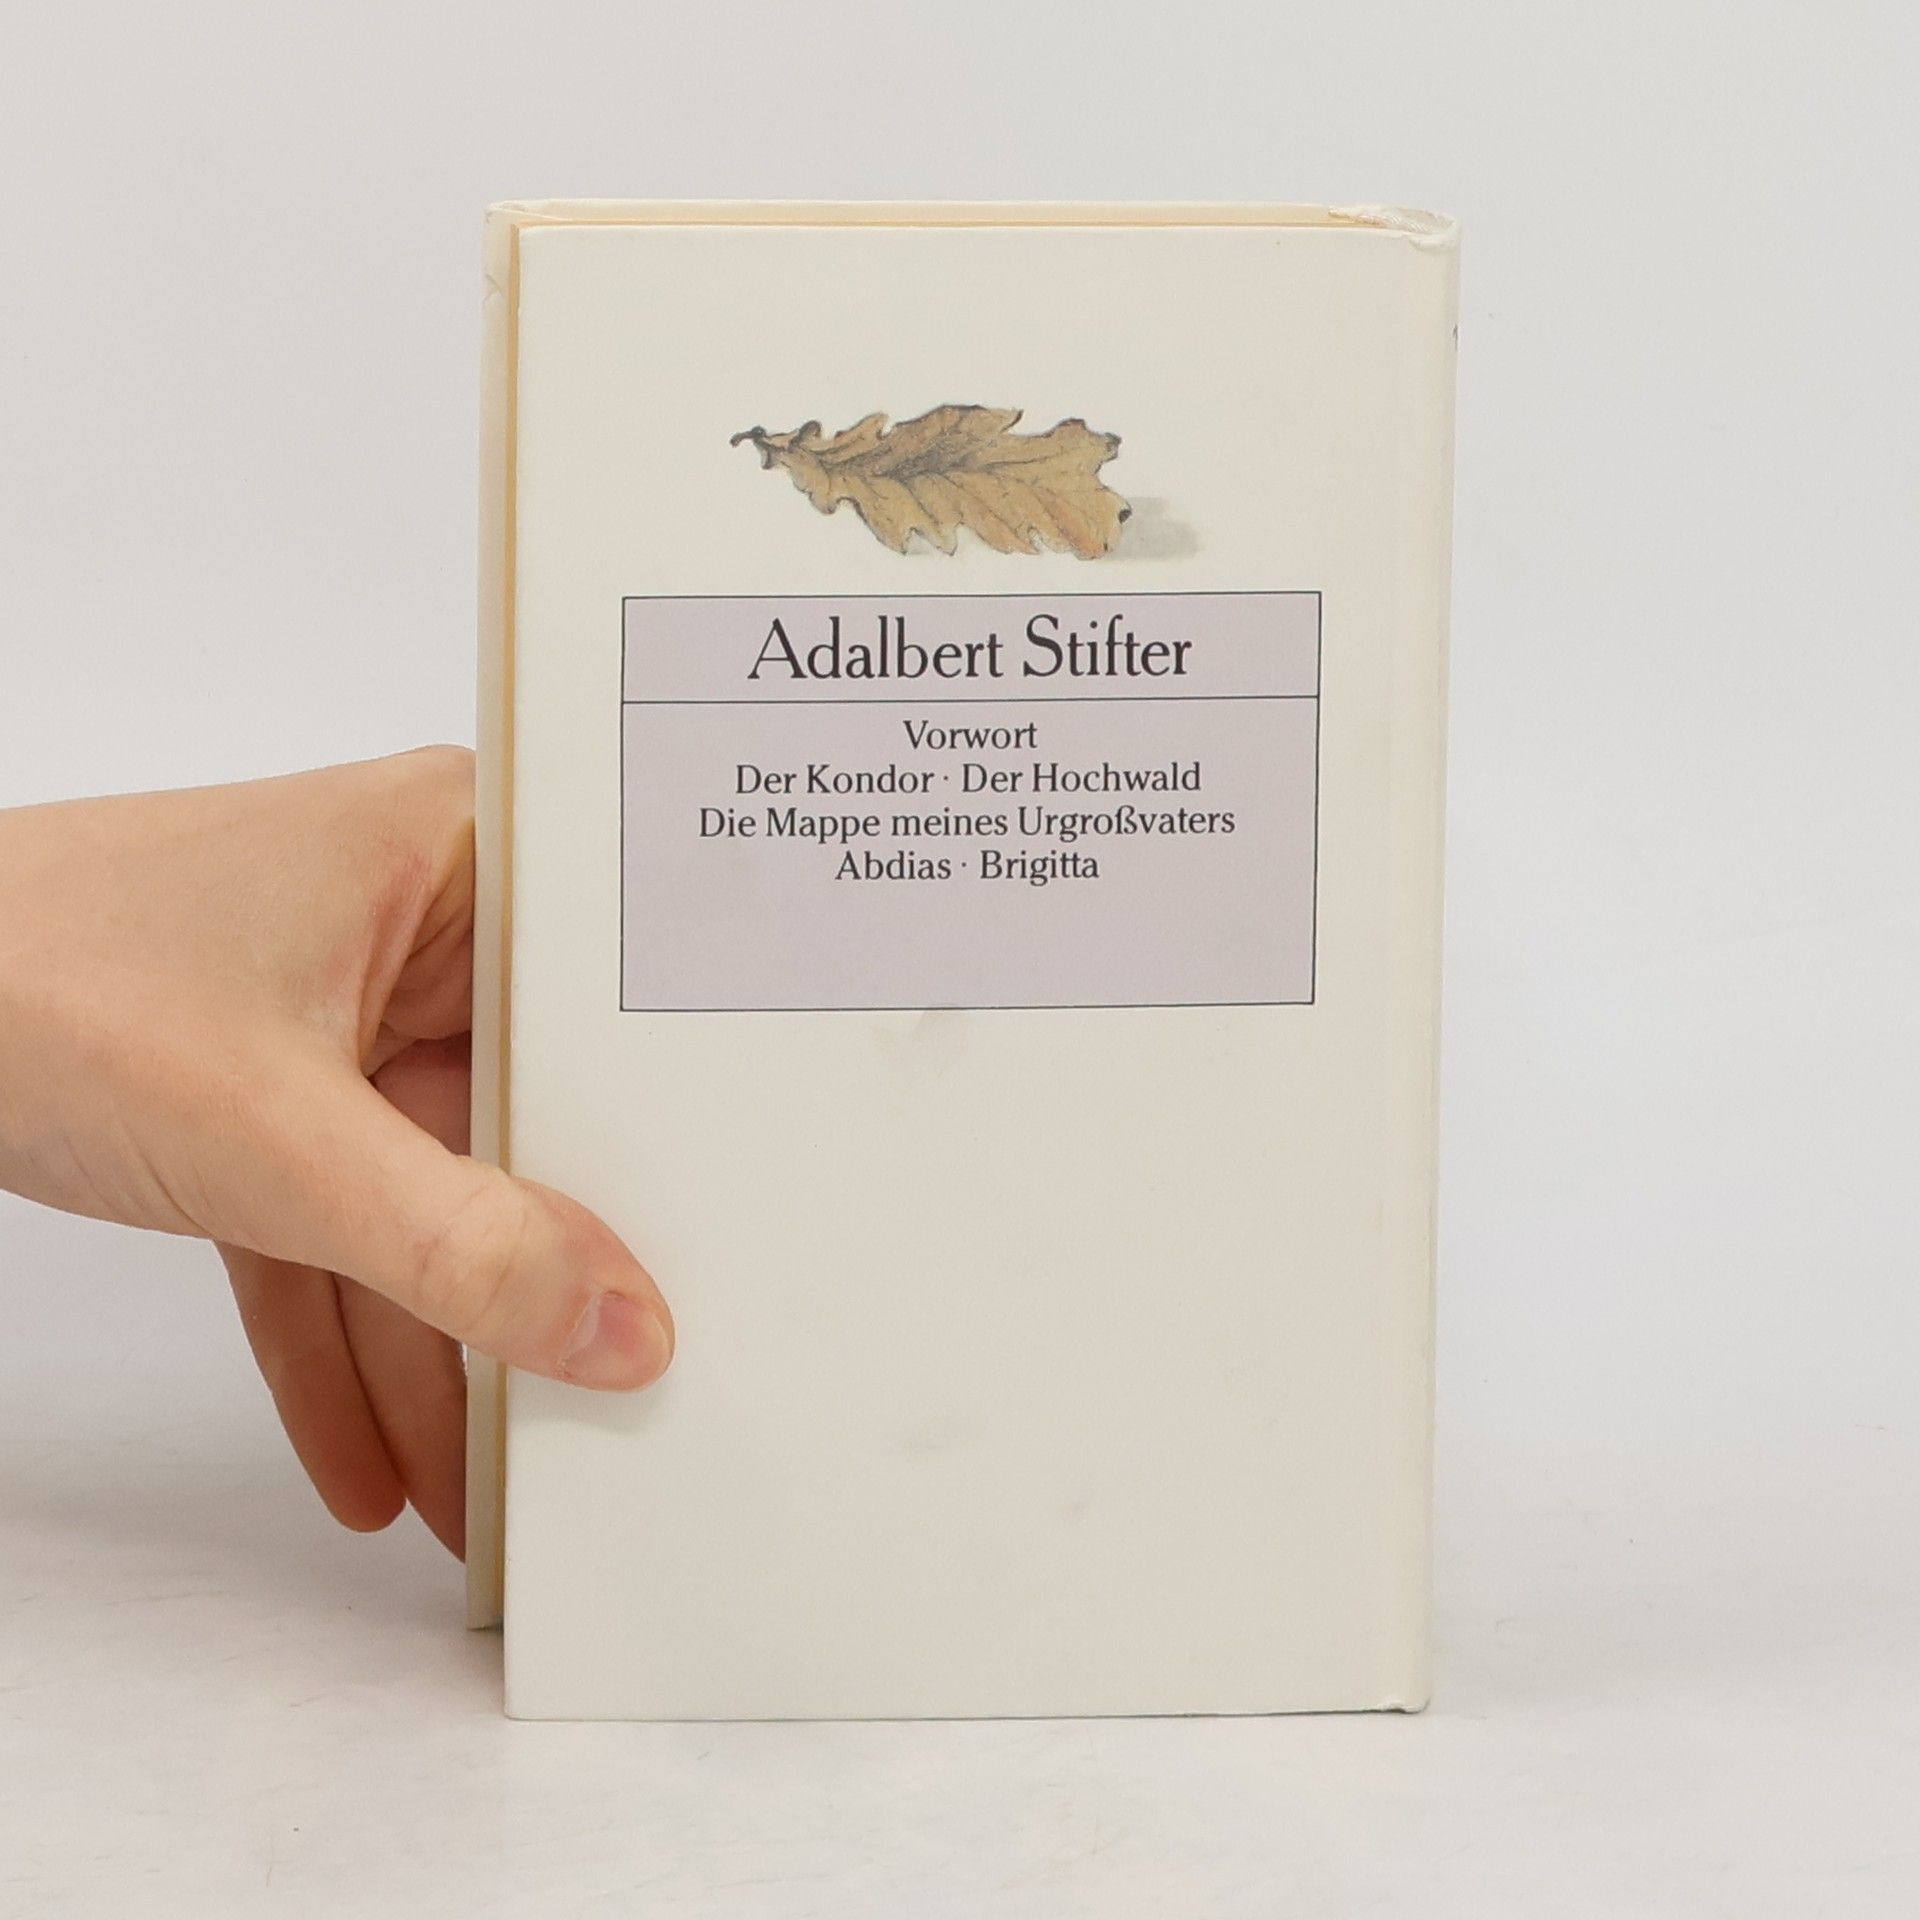 Adalbert Stifter
Vorwort
Der Kondor · Der Hochwald
Die Mappe meines Urgroßvaters
Abdias · Brigitta